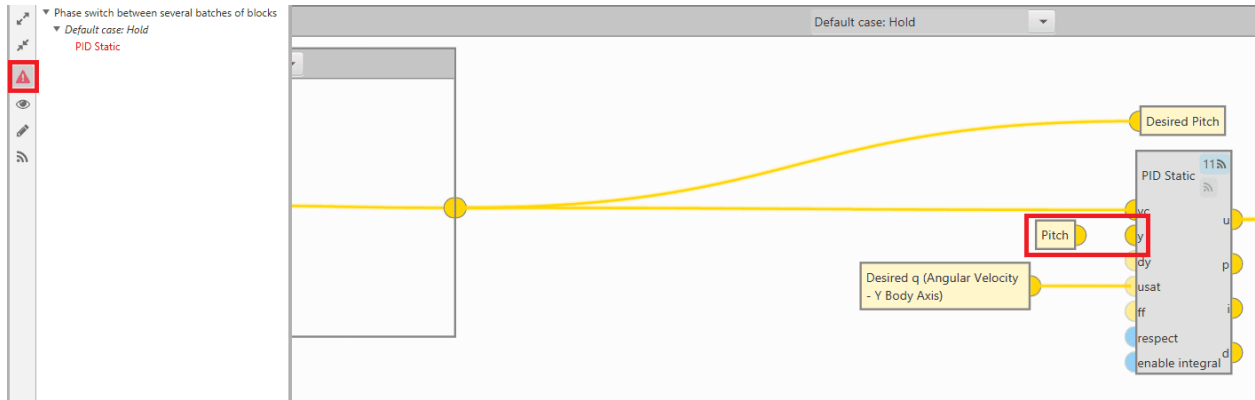 Phase switch between several batches of blocks
Default case: Hold
PID Static
Default case: Hold
Desired Pitch
PID Static
11
yc
u
Pitch
y
dy
p
Desired q (Angular Velocity
- Y Body Axis)
usat
ff
i
respect
enable integral
d